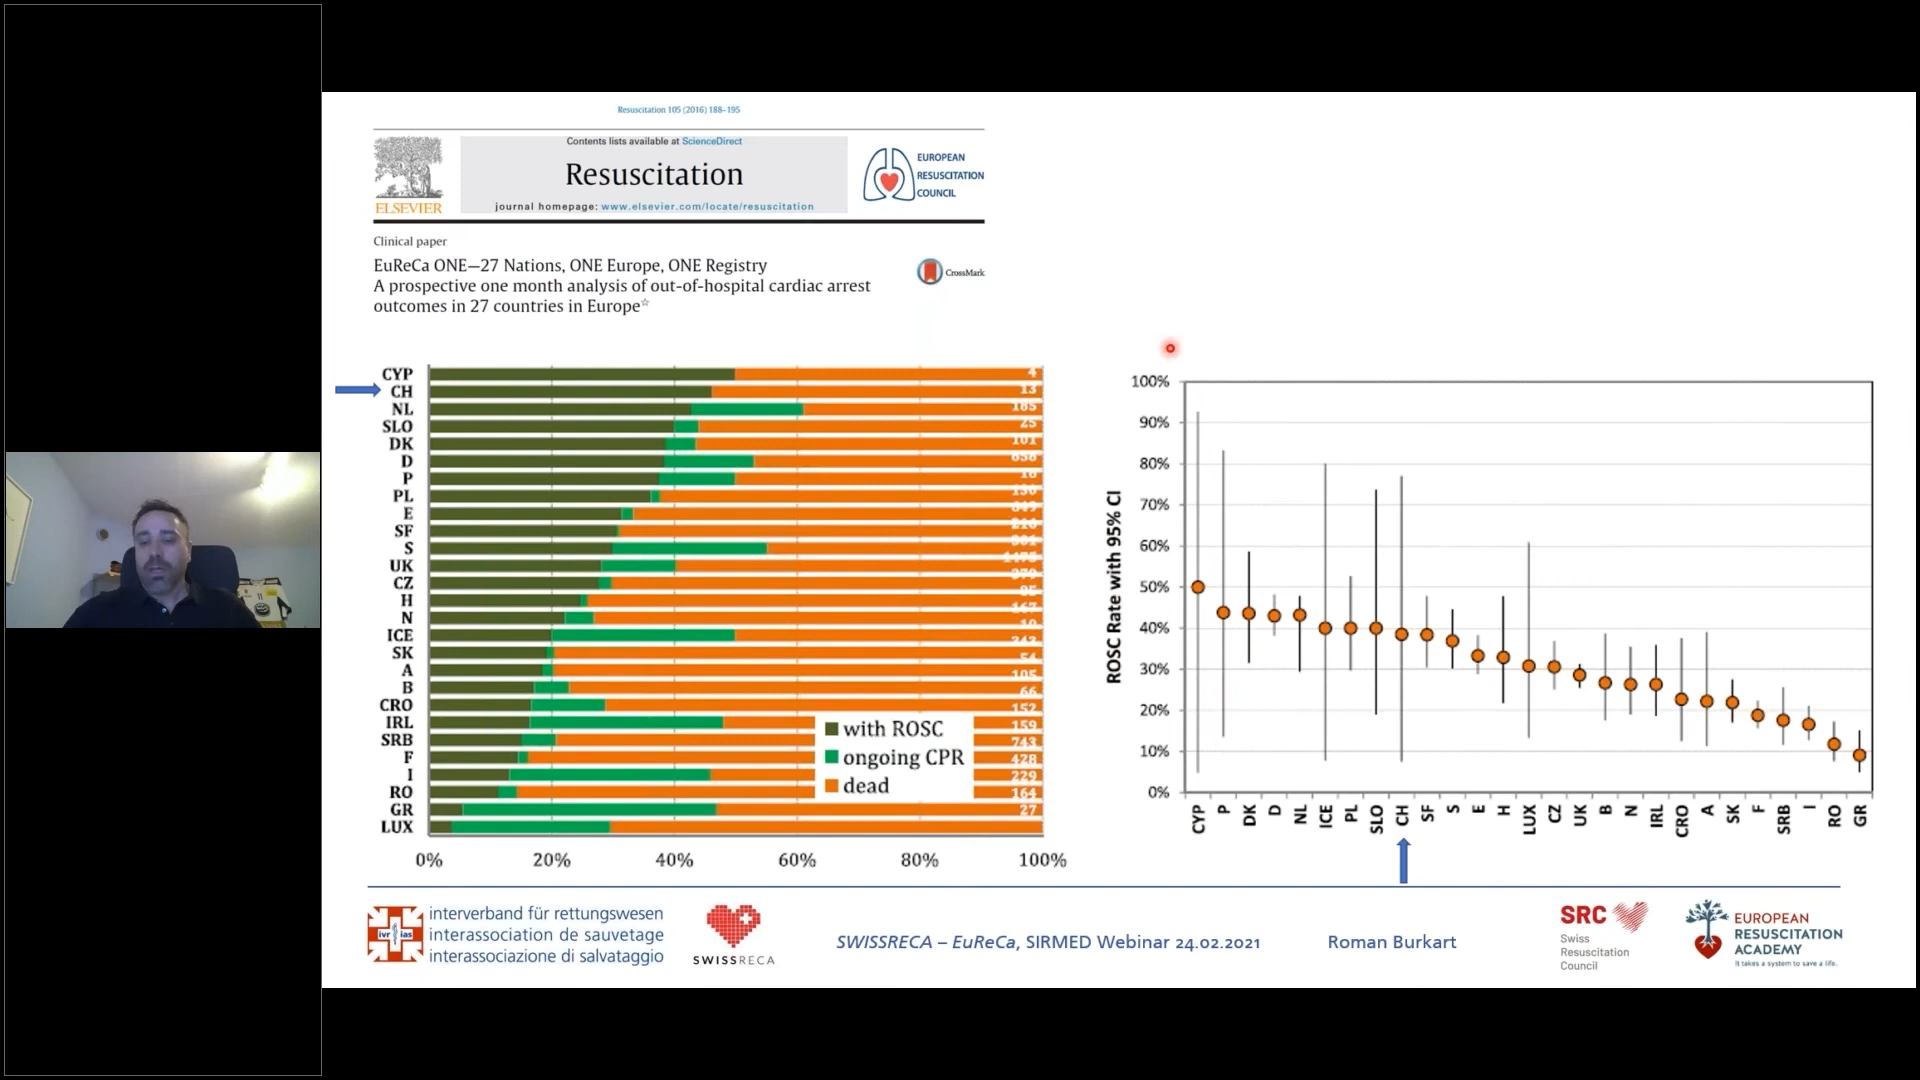 Resuscitation 105 (2016) 188–195
Contents lists available at ScienceDirect
Resuscitation
journal homepage: www.elsevier.com/locate/resuscitation
ELSEVIER
EUROPEAN
RESUSCITATION
COUNCIL
Clinical paper
EuReCa ONE—27 Nations, ONE Europe, ONE Registry
A prospective one month analysis of out-of-hospital cardiac arrest
outcomes in 27 countries in Europe☆
CrossMark
CYP 4
CH 13
NL 165
SLO 25
DK 101
D 658
P
PL
E
SF
S
UK
CZ
H
N
ICE
SK
A 105
B 66
CRO 152
IRL 159
SRB 743
F 428
I 229
RO 164
GR 27
LUX
with ROSC
ongoing CPR
dead
0% 20% 40% 60% 80% 100%
ROSC Rate with 95% CI
100%
90%
80%
70%
60%
50%
40%
30%
20%
10%
0%
CYP P DK D NL ICE PL SLO CH SF S E H LUX CZ UK B N IRL CRO A SK F SRB I RO GR
ivr ias
interverband für rettungswesen
interassociation de sauvetage
interassociazione di salvataggio
SWISSRECA
SWISSRECA – EuReCa, SIRMED Webinar 24.02.2021
Roman Burkart
SRC
Swiss
Resuscitation
Council
EUROPEAN
RESUSCITATION
ACADEMY
It takes a system to save a life.